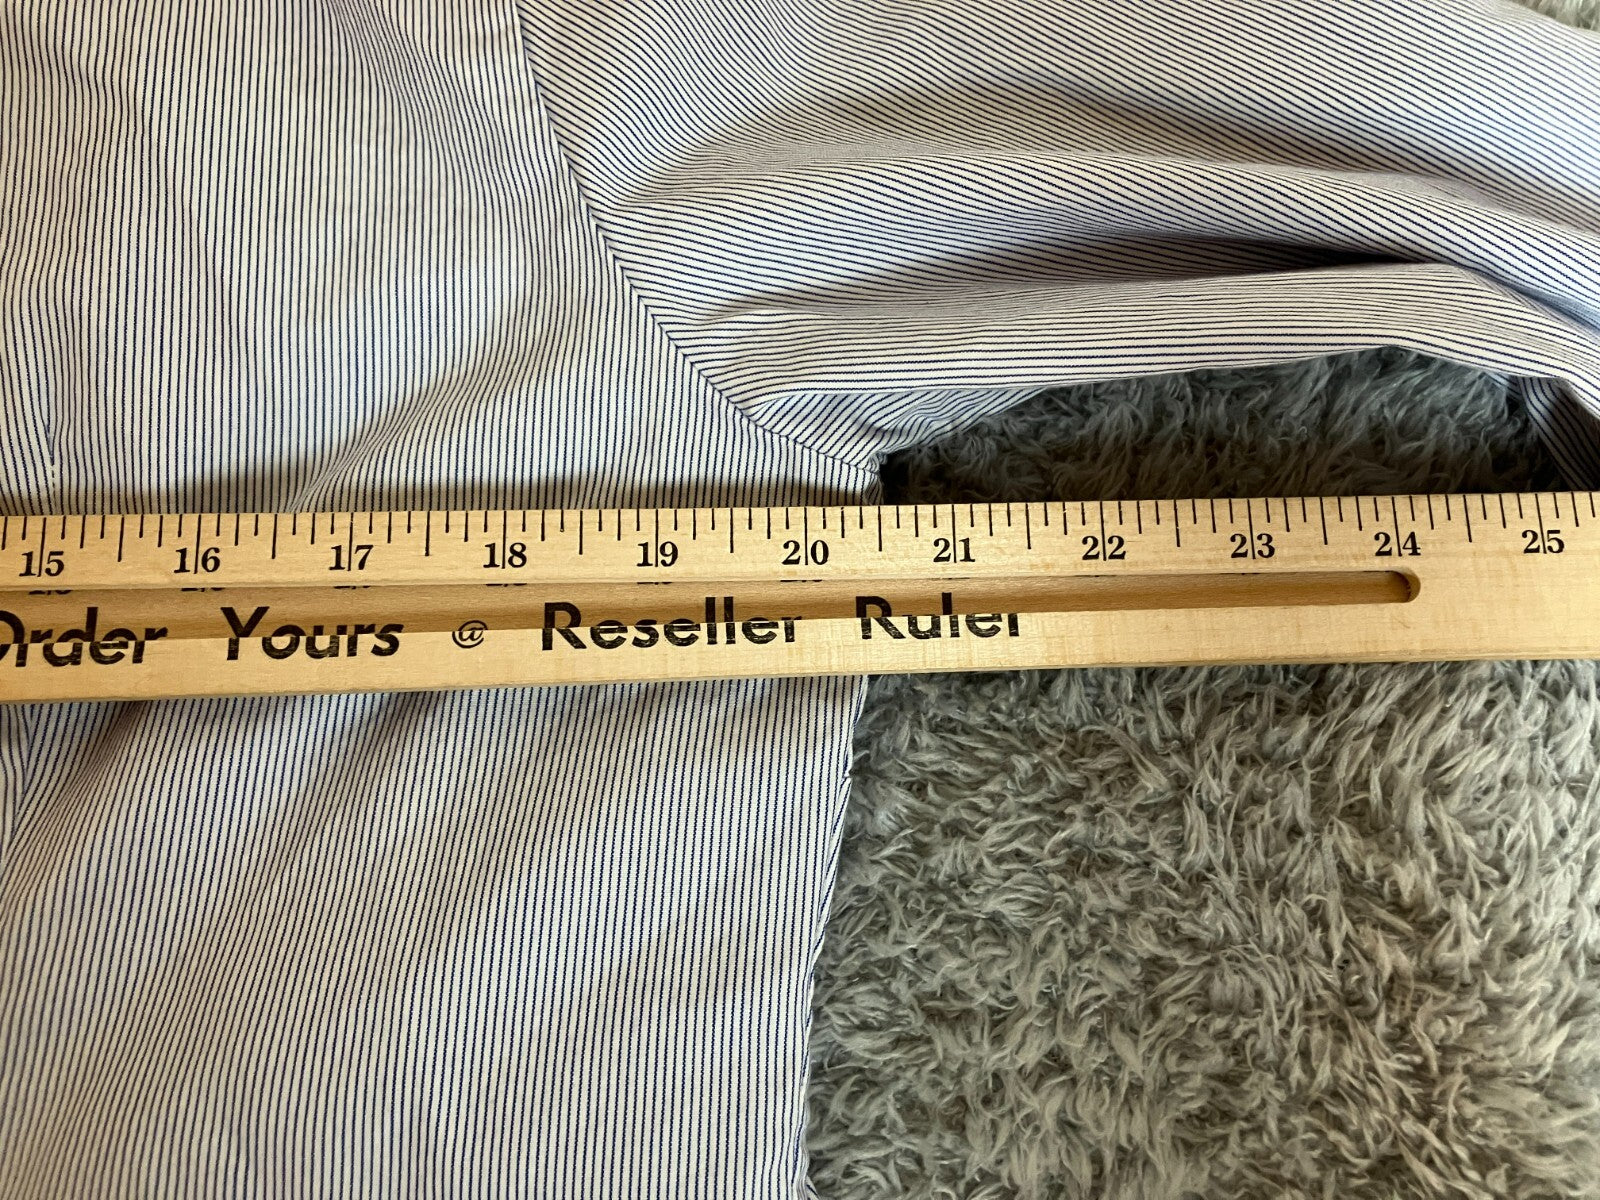 15 16 17 18 19 20 21 22 23 24 25
Order Yours @ Reseller Ruler